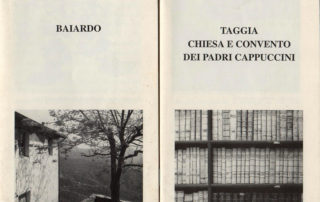 BAIARDO
TAGGIA
CHIESA E CONVENTO
DEI PADRI CAPPUCCINI